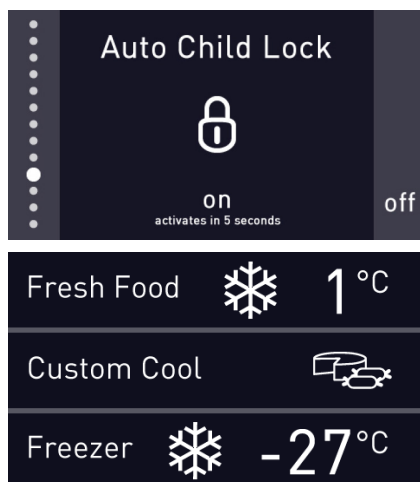 Auto Child Lock
on
off
activates in 5 seconds
Fresh Food 1°C
Custom Cool
Freezer -27°C